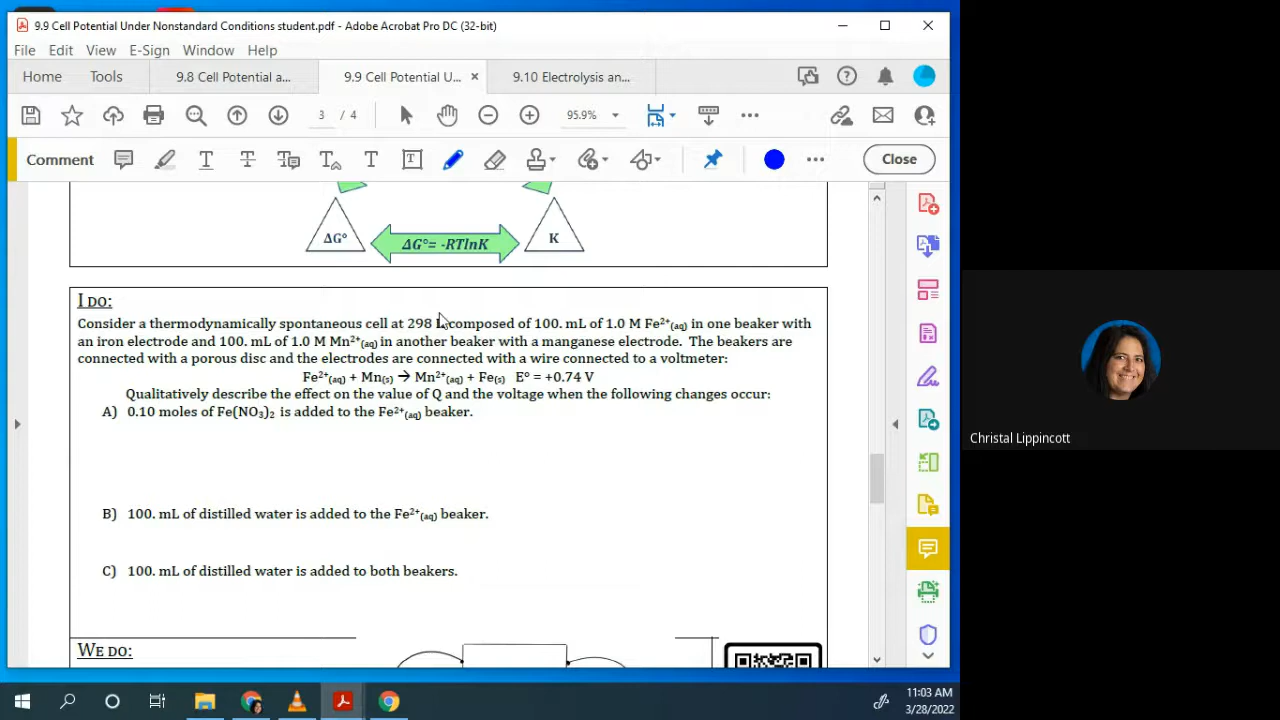 9.9 Cell Potential Under Nonstandard Conditions student.pdf - Adobe Acrobat Pro DC (32-bit)
File Edit View E-Sign Window Help
Home Tools 9.8 Cell Potential a... 9.9 Cell Potential U... × 9.10 Electrolysis an...
3 / 4 95.9%
Comment Close
ΔG° ΔG°= -RTlnK K
I DO:
Consider a thermodynamically spontaneous cell at 298 composed of 100. mL of 1.0 M Fe²⁺(aq) in one beaker with
an iron electrode and 100. mL of 1.0 M Mn²⁺(aq) in another beaker with a manganese electrode. The beakers are
connected with a porous disc and the electrodes are connected with a wire connected to a voltmeter:
Fe²⁺(aq) + Mn(s) → Mn²⁺(aq) + Fe(s) E° = +0.74 V
Qualitatively describe the effect on the value of Q and the voltage when the following changes occur:
A) 0.10 moles of Fe(NO₃)₂ is added to the Fe²⁺(aq) beaker.
B) 100. mL of distilled water is added to the Fe²⁺(aq) beaker.
C) 100. mL of distilled water is added to both beakers.
WE DO:
Christal Lippincott
11:03 AM
3/28/2022